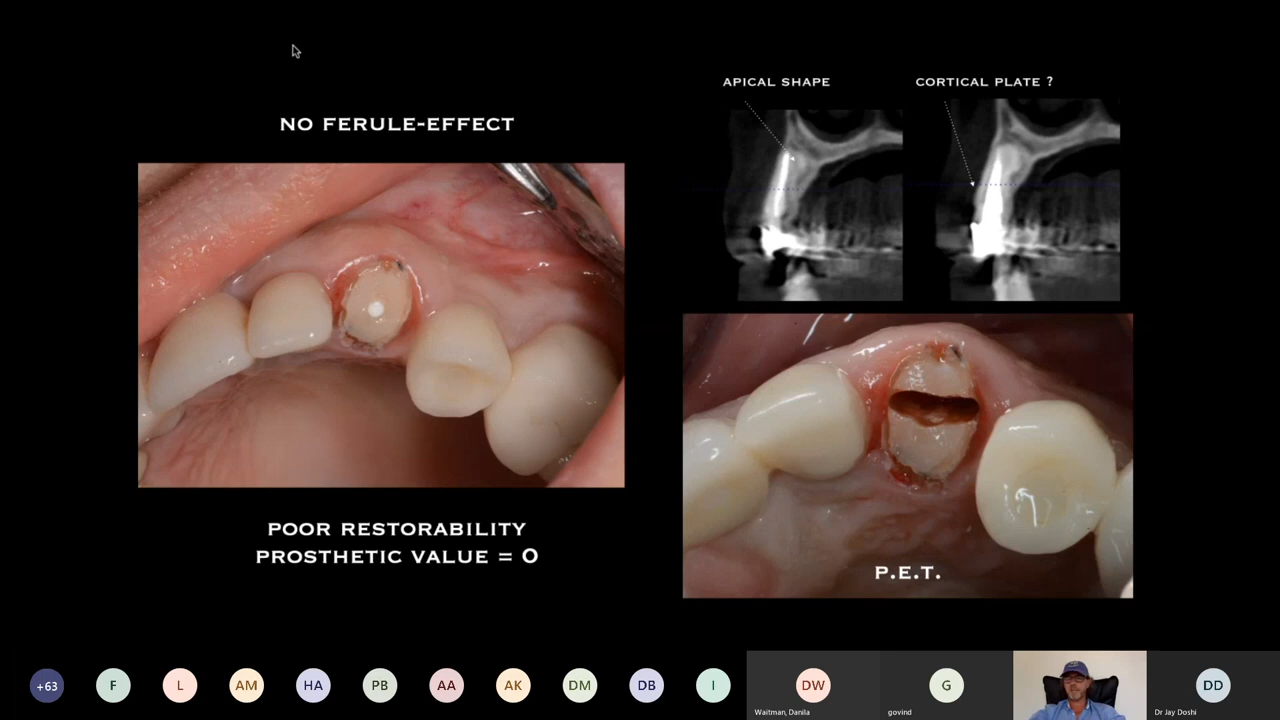 APICAL SHAPE
CORTICAL PLATE ?
NO FERULE-EFFECT
POOR RESTORABILITY
PROSTHETIC VALUE = 0
P.E.T.
+63
F
L
AM
HA
PB
AA
AK
DM
DB
I
DW
Waitman, Danila
G
govind
DD
Dr Jay Doshi